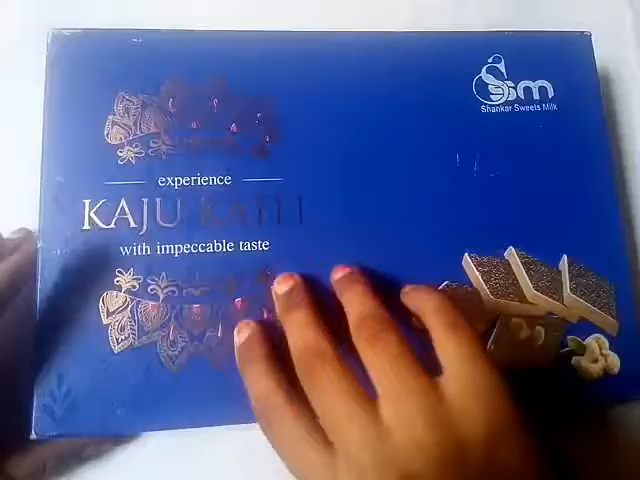 Ssm
Shankar Sweets Milk
experience
KAJU KATLI
with impeccable taste